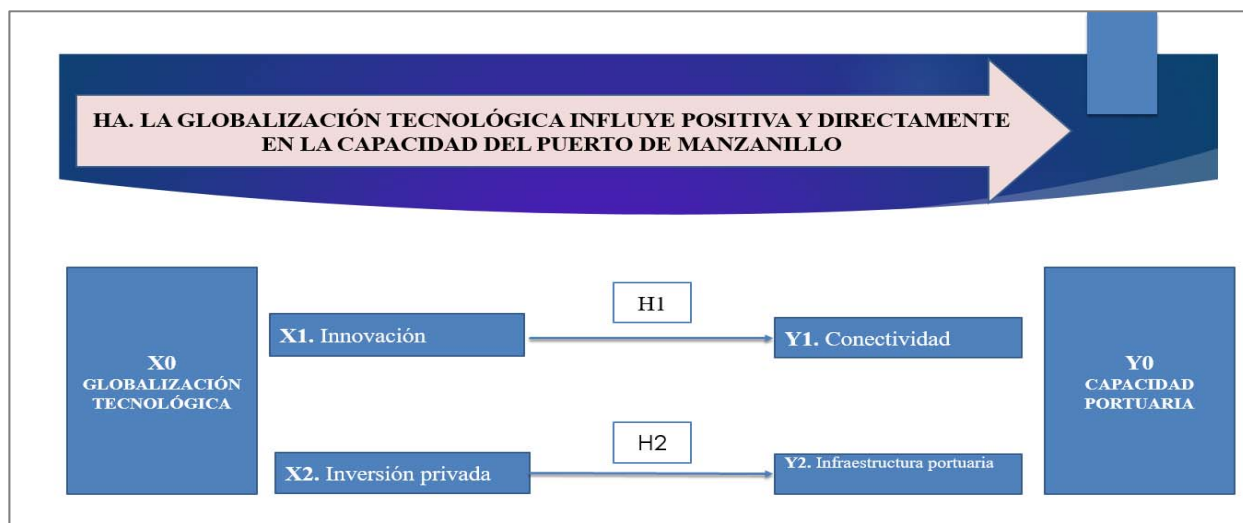 HA. LA GLOBALIZACIÓN TECNOLÓGICA INFLUYE POSITIVA Y DIRECTAMENTE
EN LA CAPACIDAD DEL PUERTO DE MANZANILLO
X0
GLOBALIZACIÓN
TECNOLÓGICA
X1. Innovación
H1
Y1. Conectividad
X2. Inversión privada
H2
Y2. Infraestructura portuaria
Y0
CAPACIDAD
PORTUARIA